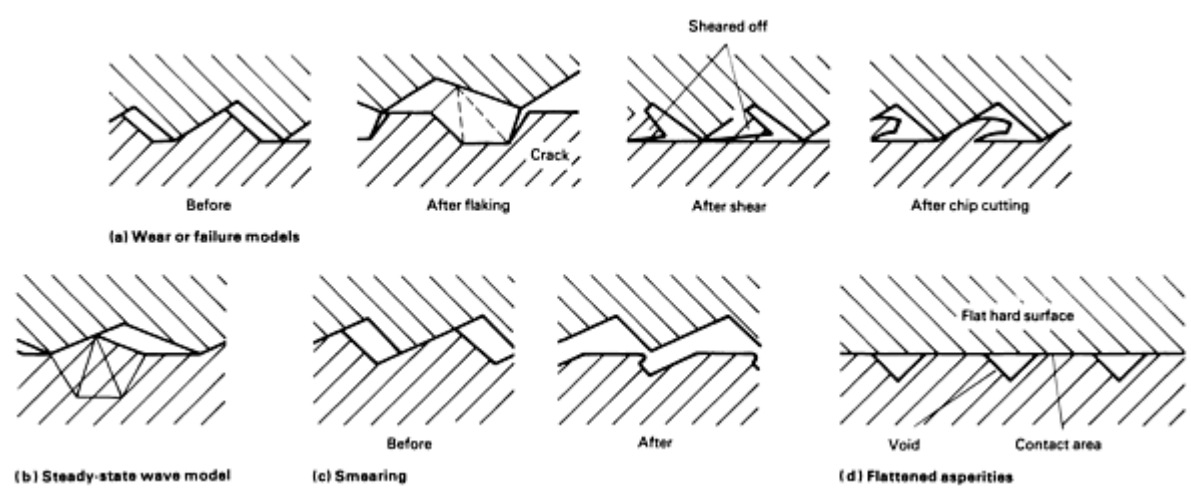 Sheared off
Crack
Before
After flaking
After shear
After chip cutting
(a) Wear or failure models
Flat hard surface
Before
After
Void
Contact area
(b) Steady-state wave model
(c) Smearing
(d) Flattened asperities